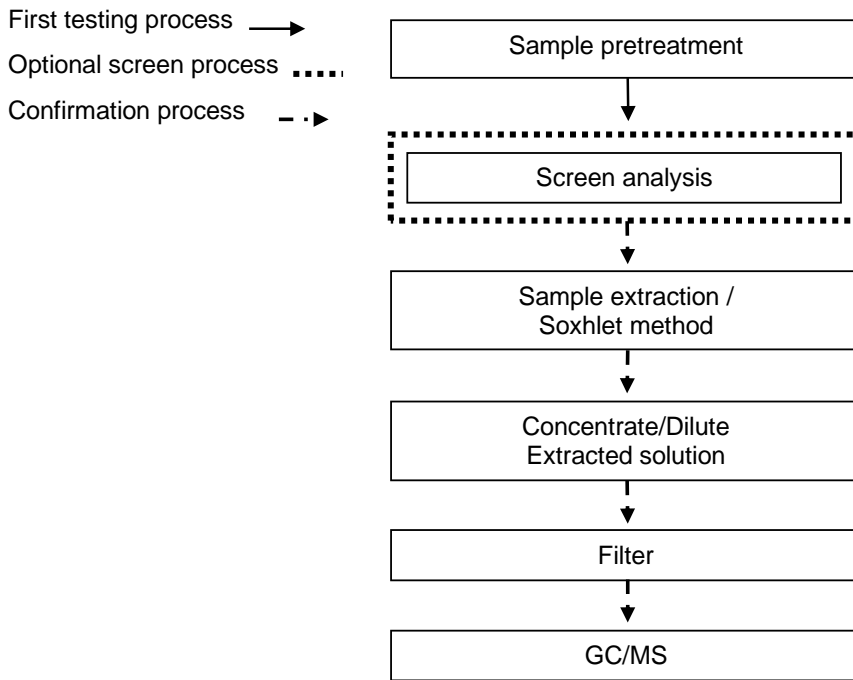 First testing process
Optional screen process
Confirmation process
Sample pretreatment
Screen analysis
Sample extraction /
Soxhlet method
Concentrate/Dilute
Extracted solution
Filter
GC/MS